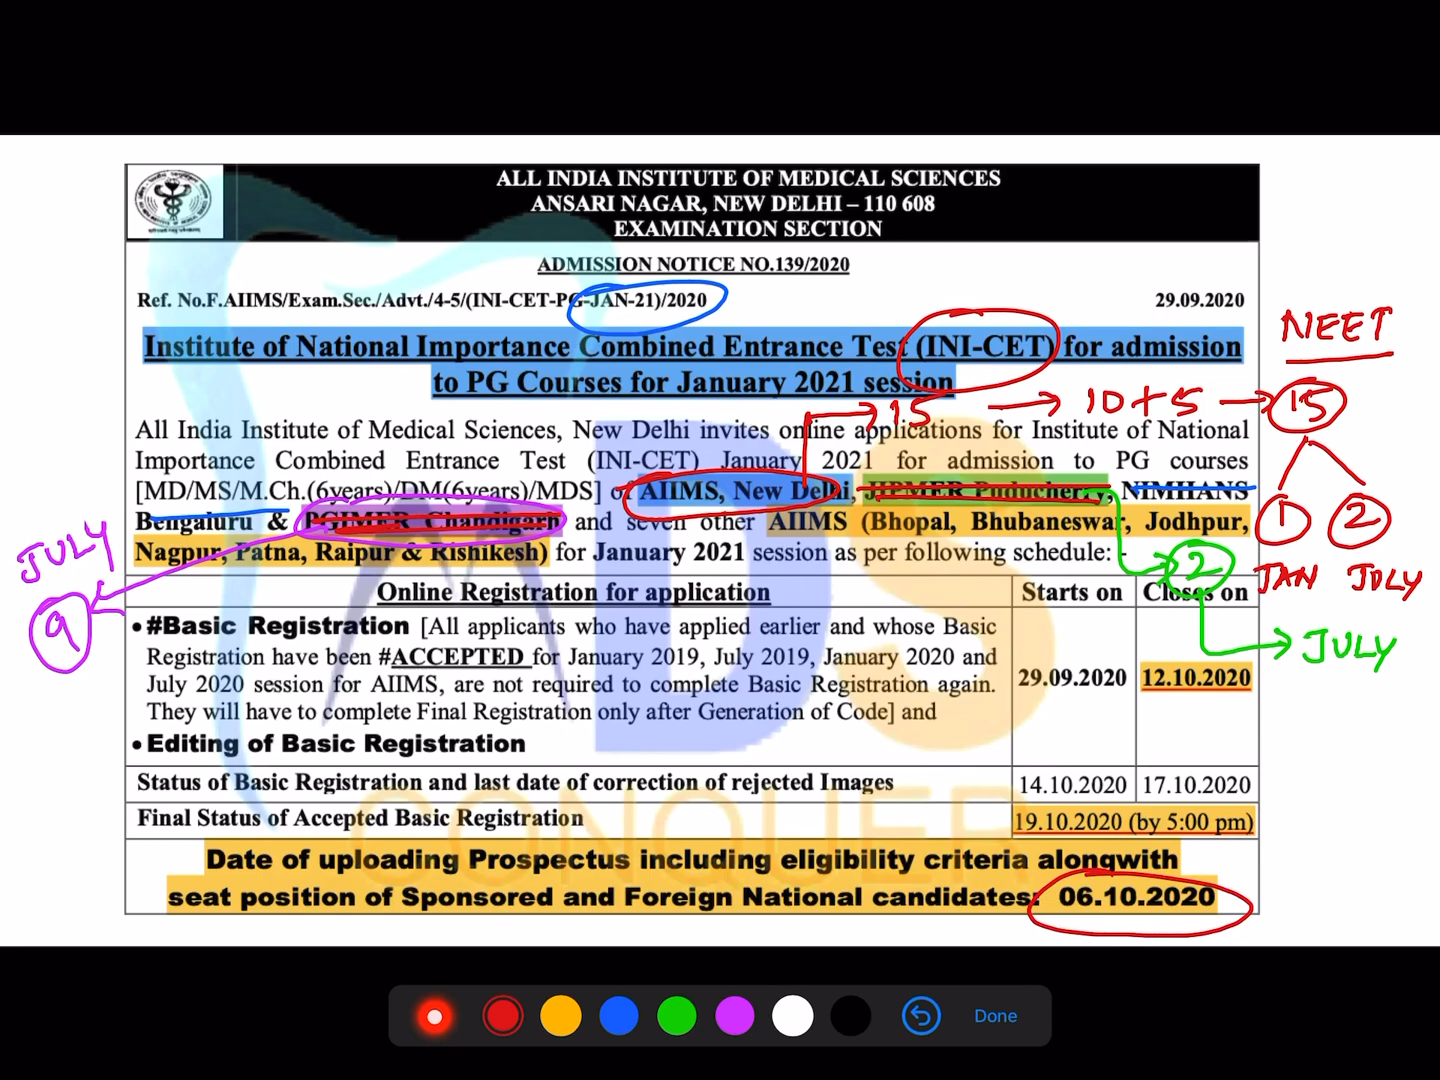 ALL INDIA INSTITUTE OF MEDICAL SCIENCES
ANSARI NAGAR, NEW DELHI – 110 608
EXAMINATION SECTION
ADMISSION NOTICE NO.139/2020
Ref. No.F.AIIMS/Exam.Sec./Advt./4-5/(INI-CET-PG-JAN-21)/2020 29.09.2020
NEET
Institute of National Importance Combined Entrance Test (INI-CET) for admission
to PG Courses for January 2021 session
15 → 10+5 → 15
All India Institute of Medical Sciences, New Delhi invites online applications for Institute of National
Importance Combined Entrance Test (INI-CET) January 2021 for admission to PG courses
[MD/MS/M.Ch.(6years)/DM(6years)/MDS] of AIIMS, New Delhi, JIPMER Puducherry, NIMHANS
Bengaluru & PGIMER Chandigarh and seven other AIIMS (Bhopal, Bhubaneswar, Jodhpur,
Nagpur, Patna, Raipur & Rishikesh) for January 2021 session as per following schedule: -
1 2
JAN JULY
JULY
9
2
JULY
Online Registration for application Starts on Closes on
• #Basic Registration [All applicants who have applied earlier and whose Basic
Registration have been #ACCEPTED for January 2019, July 2019, January 2020 and
July 2020 session for AIIMS, are not required to complete Basic Registration again.
They will have to complete Final Registration only after Generation of Code] and
• Editing of Basic Registration
29.09.2020 12.10.2020
Status of Basic Registration and last date of correction of rejected Images 14.10.2020 17.10.2020
Final Status of Accepted Basic Registration 19.10.2020 (by 5:00 pm)
Date of uploading Prospectus including eligibility criteria alongwith
seat position of Sponsored and Foreign National candidates: 06.10.2020
MDS
CONQUER
Done